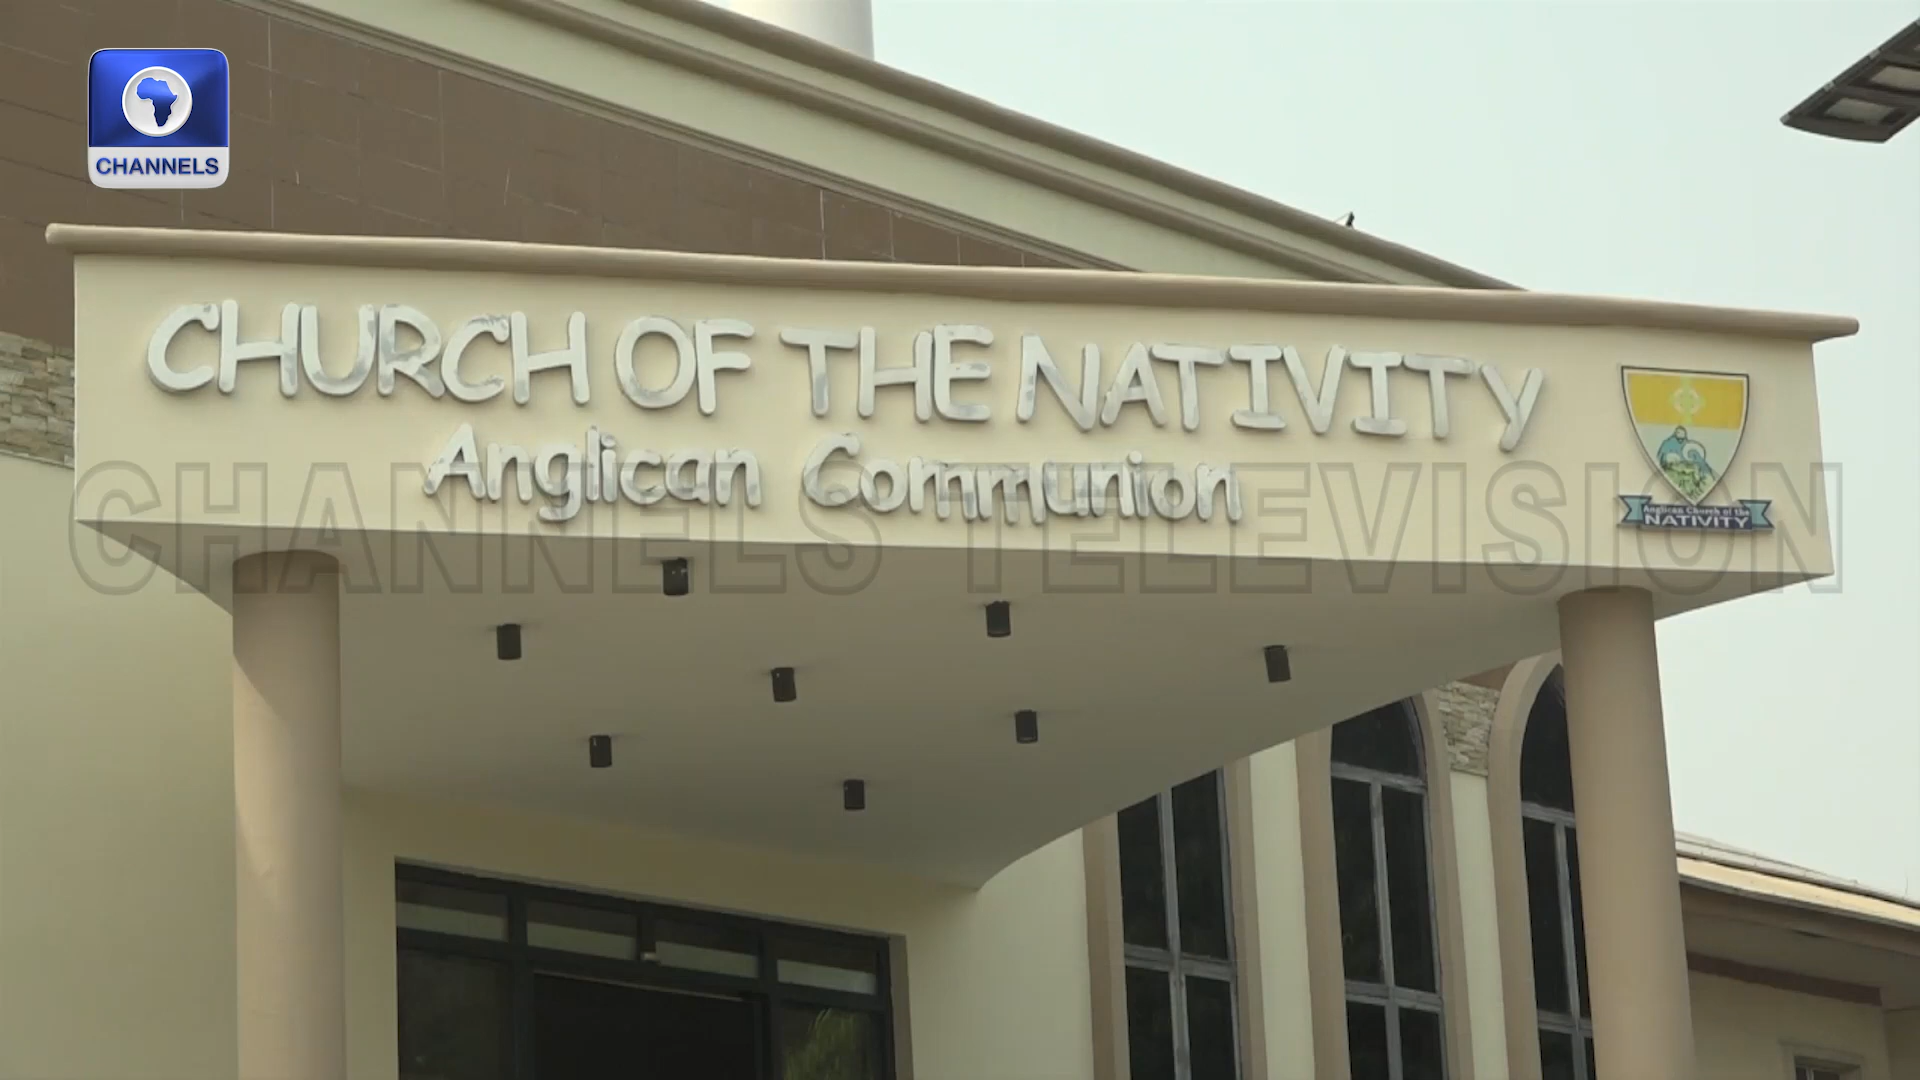 CHANNELS
CHURCH OF THE NATIVITY
Anglican Communion
Anglican Church of the
NATIVITY
CHANNELS TELEVISION